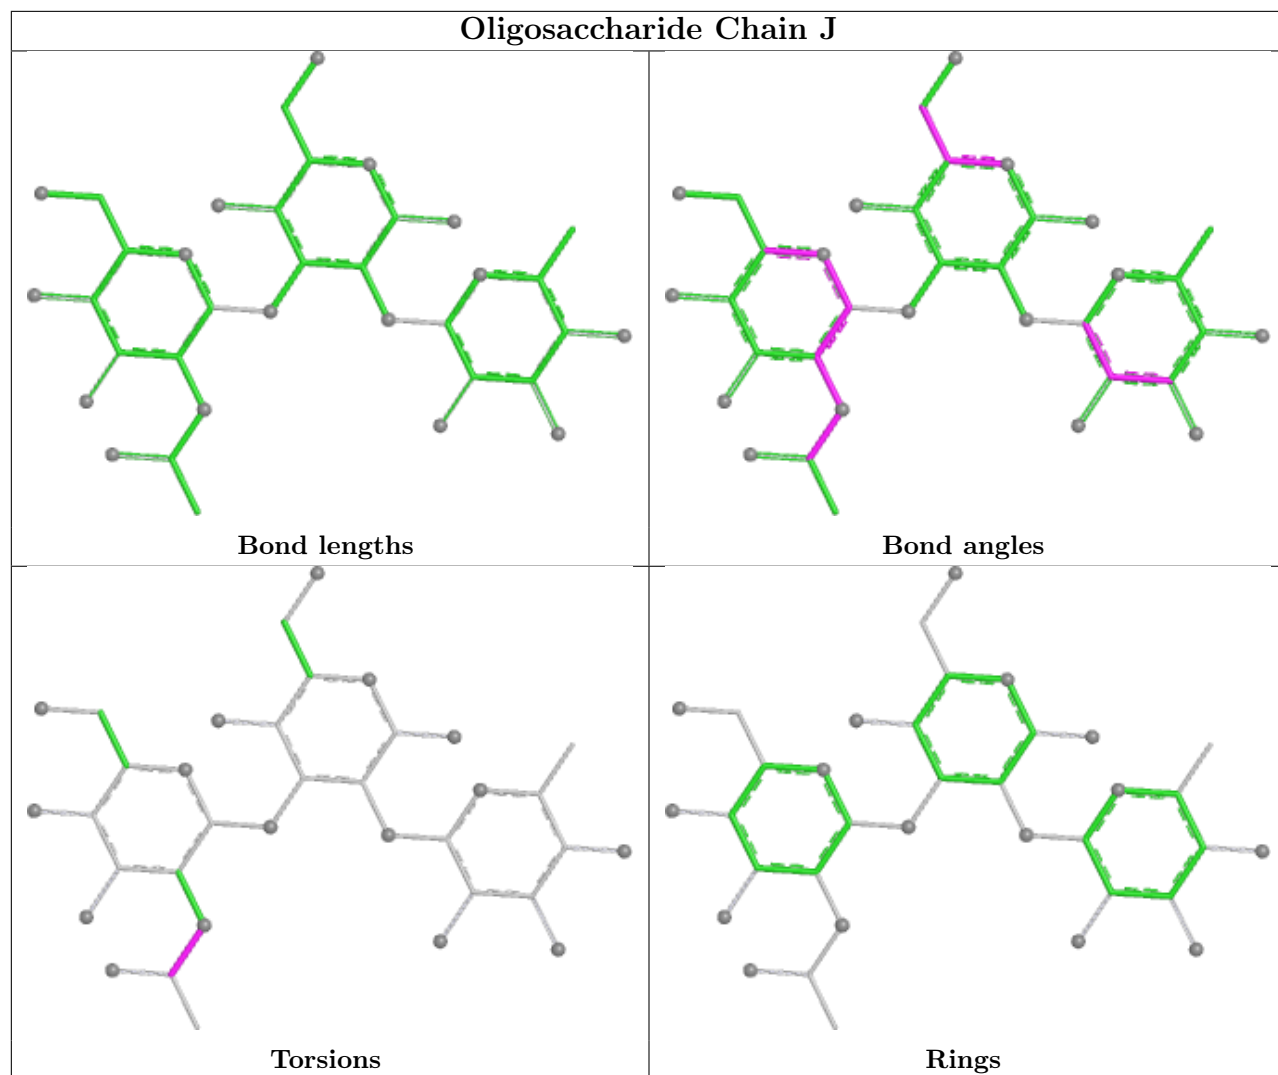 Oligosaccharide Chain J
Bond lengths
Bond angles
Torsions
Rings